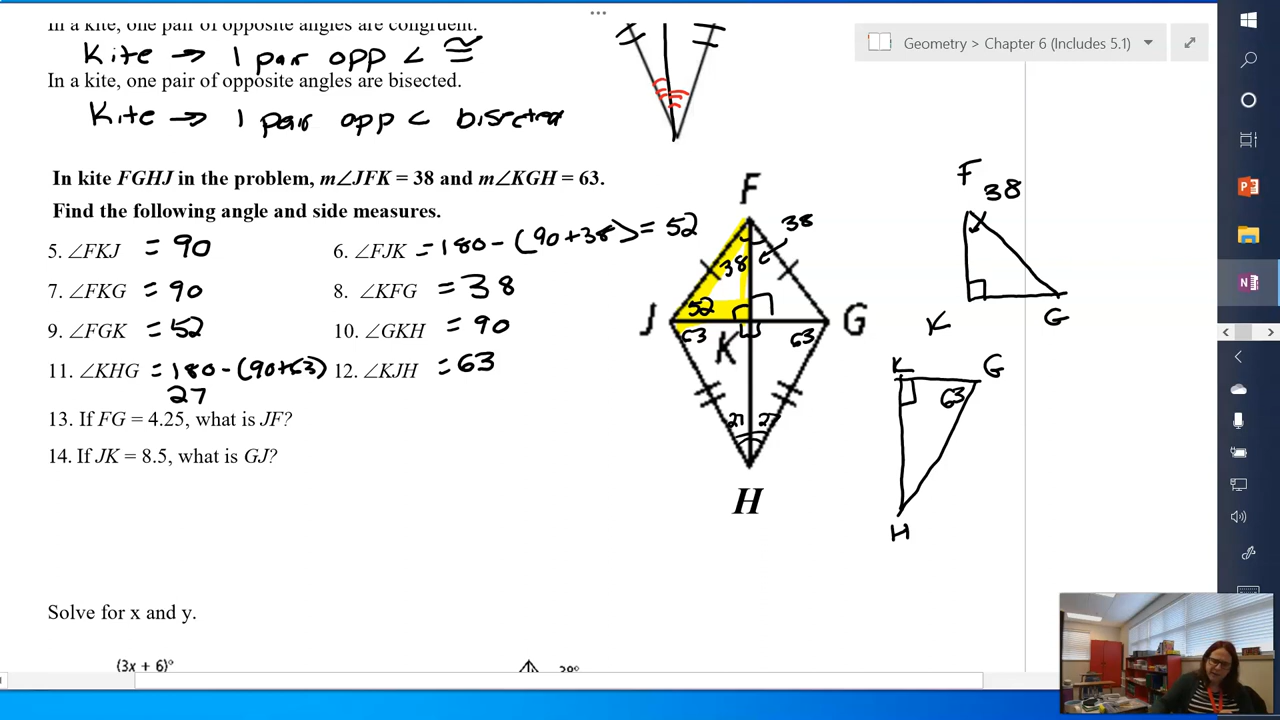 In a kite, one pair of opposite angles are congruent.
Kite → 1 par opp < ≅
In a kite, one pair of opposite angles are bisected.
Kite → 1 pair opp < bisected
Geometry > Chapter 6 (Includes 5.1)
In kite FGHJ in the problem, m∠JFK = 38 and m∠KGH = 63.
Find the following angle and side measures.
5. ∠FKJ = 90
6. ∠FJK = 180 - (90+38) = 52
7. ∠FKG = 90
8. ∠KFG = 38
9. ∠FGK = 52
10. ∠GKH = 90
11. ∠KHG = 180 - (90+63)
27
12. ∠KJH = 63
13. If FG = 4.25, what is JF?
14. If JK = 8.5, what is GJ?
F
38
38
52
J
G
K
63
63
27
27
H
F
38
K
G
K
G
63
H
Solve for x and y.
(3x + 6)°
38°